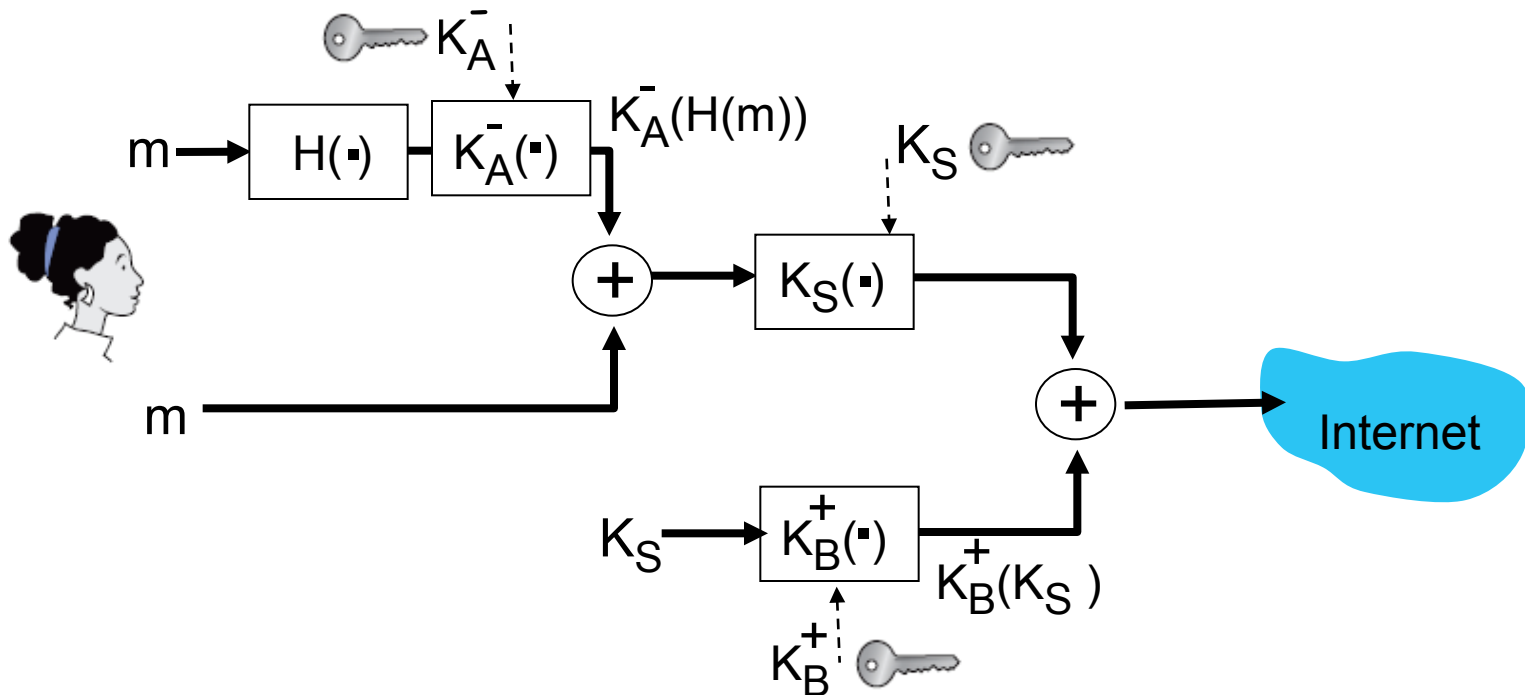 K_A^-
K_A^-(H(m))
m
H(▪)
K_A^-(▪)
K_S
+
K_S(▪)
m
+
Internet
K_S
K_B^+(▪)
K_B^+(K_S )
K_B^+